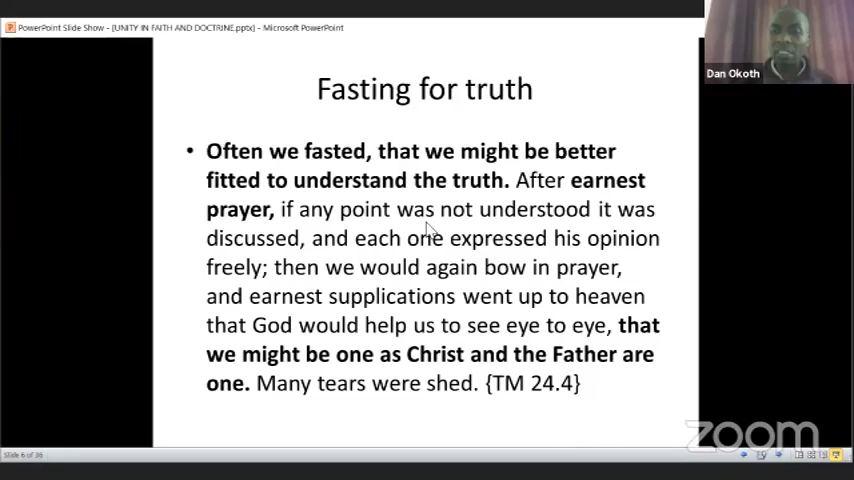 PowerPoint Slide Show - [UNITY IN FAITH AND DOCTRINE.pptx] - Microsoft PowerPoint
Dan Okoth
Fasting for truth
• Often we fasted, that we might be better
fitted to understand the truth. After earnest
prayer, if any point was not understood it was
discussed, and each one expressed his opinion
freely; then we would again bow in prayer,
and earnest supplications went up to heaven
that God would help us to see eye to eye, that
we might be one as Christ and the Father are
one. Many tears were shed. {TM 24.4}
zoom
Slide 6 of 36